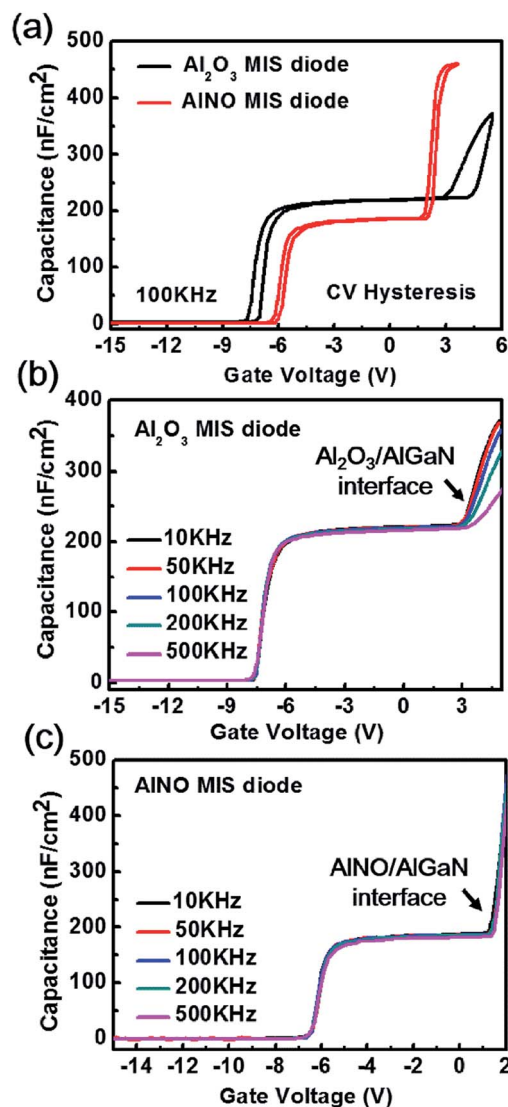 (a)
Capacitance (nF/cm²)
500
400
300
200
100
0
Al₂O₃ MIS diode
AlNO MIS diode
100KHz
CV Hysteresis
-15 -12 -9 -6 -3 0 3 6
Gate Voltage (V)
(b)
Capacitance (nF/cm²)
400
300
200
100
0
Al₂O₃ MIS diode
Al₂O₃/AlGaN
interface
10KHz
50KHz
100KHz
200KHz
500KHz
-15 -12 -9 -6 -3 0 3
Gate Voltage (V)
(c)
Capacitance (nF/cm²)
500
400
300
200
100
0
AlNO MIS diode
AlNO/AlGaN
interface
10KHz
50KHz
100KHz
200KHz
500KHz
-14 -12 -10 -8 -6 -4 -2 0 2
Gate Voltage (V)